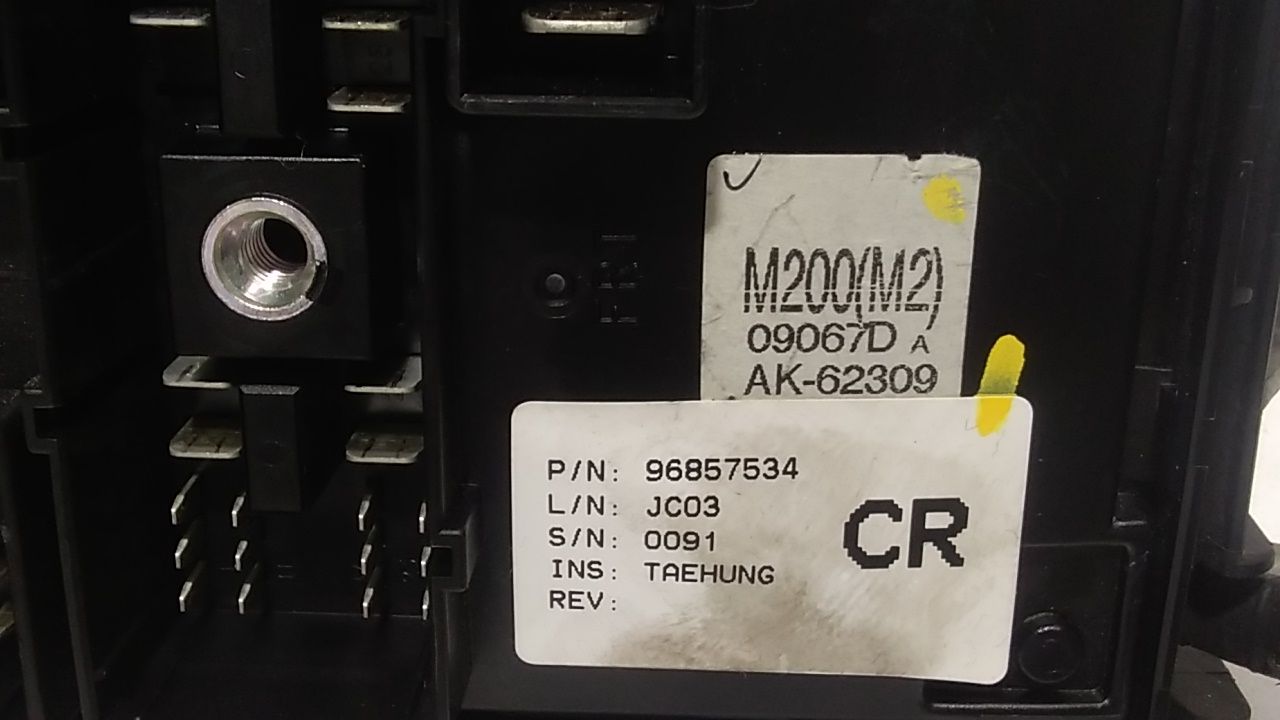 M200(M2)
09067D A
AK-62309
P/N: 96857534
L/N: JC03
S/N: 0091
INS: TAEHUNG
REV:
CR